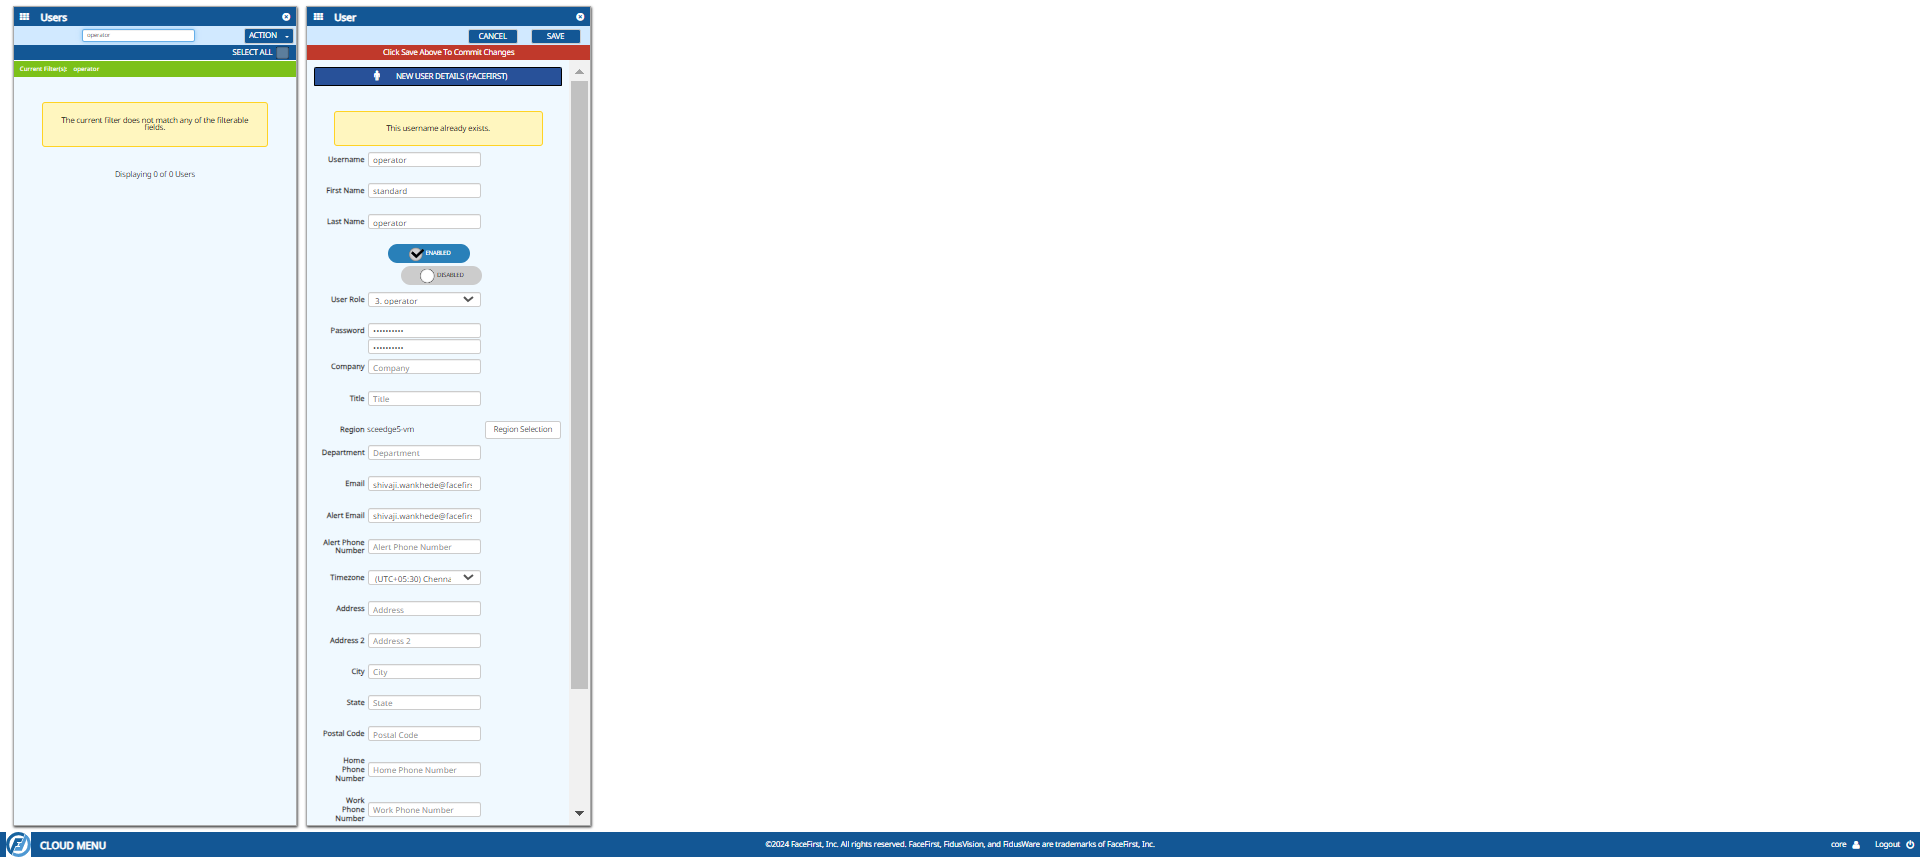 Users
operator
ACTION
SELECT ALL
Current Filter(s): operator
The current filter does not match any of the filterable
fields.
Displaying 0 of 0 Users
User
CANCEL
SAVE
Click Save Above To Commit Changes
NEW USER DETAILS (FACEFIRST)
This username already exists.
Username operator
First Name standard
Last Name operator
ENABLED
DISABLED
User Role 3. operator
Password ••••••••••
••••••••••
Company Company
Title Title
Region sceedge5-vm Region Selection
Department Department
Email shivaji.wankhede@facefirs
Alert Email shivaji.wankhede@facefirs
Alert Phone
Number Alert Phone Number
Timezone (UTC+05:30) Chenna
Address Address
Address 2 Address 2
City City
State State
Postal Code Postal Code
Home
Phone
Number Home Phone Number
Work
Phone
Number Work Phone Number
CLOUD MENU
©2024 FaceFirst, Inc. All rights reserved. FaceFirst, FidusVision, and FidusWare are trademarks of FaceFirst, Inc.
core
Logout